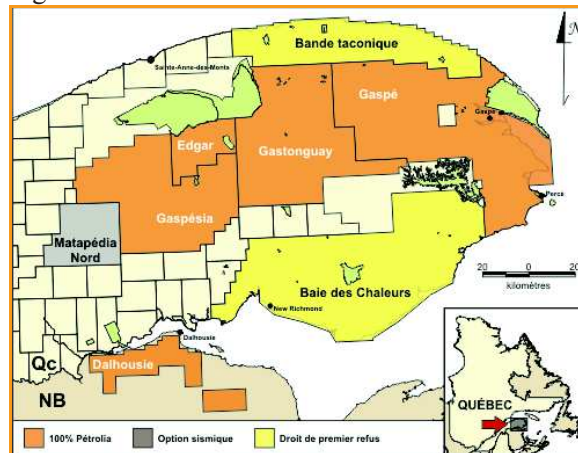 Bande taconique
Sainte-Anne-des-Monts
Gaspé
Gaspé
Edgar
Gastonguay
Percé
Gaspésia
Matapédia
Nord
20 0 20
kilomètres
Baie des Chaleurs
New Richmond
Dalhousie
Qc
Dalhousie
NB
QUÉBEC
100% Pétrolia
Option sismique
Droit de premier refus